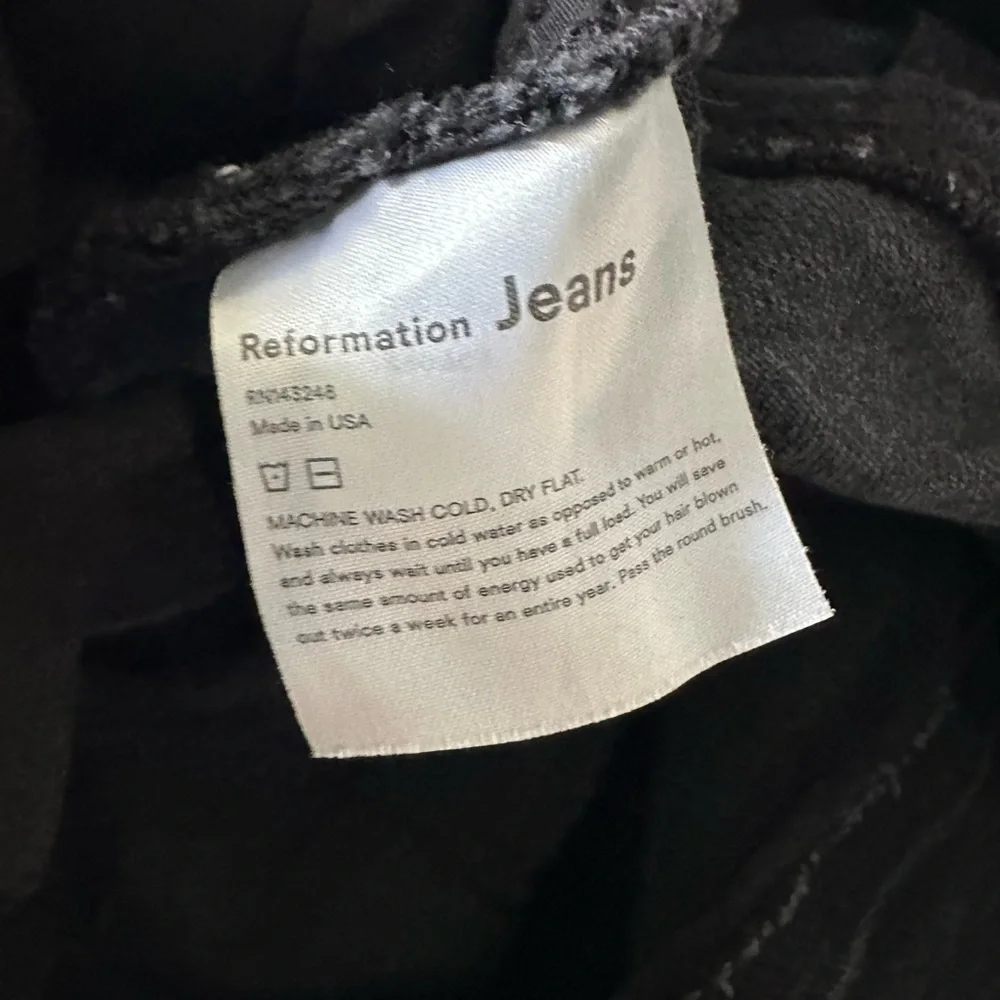 Reformation Jeans
RN143248
Made in USA
MACHINE WASH COLD, DRY FLAT.
Wash clothes in cold water as opposed to warm or hot,
and always wait until you have a full load. You will save
the same amount of energy used to get your hair blown
out twice a week for an entire year. Pass the round brush.